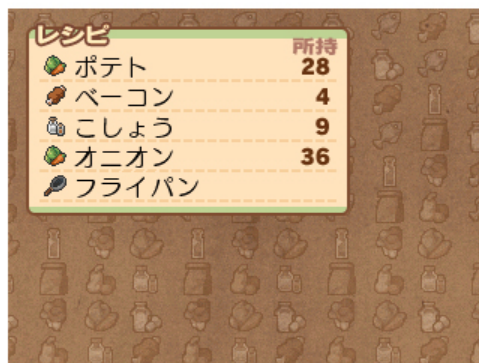 レシピ
所持
ポテト 28
ベーコン 4
こしょう 9
オニオン 36
フライパン